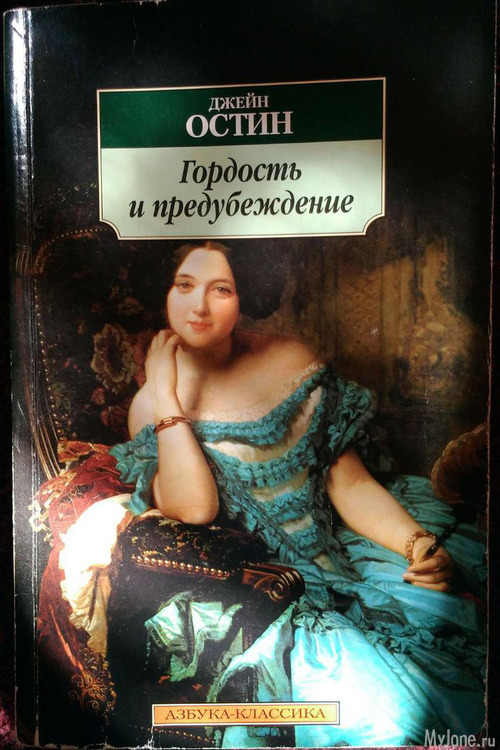 ДЖЕЙН
ОСТИН
Гордость
и предубеждение
АЗБУКА-КЛАССИКА
MyJane.ru